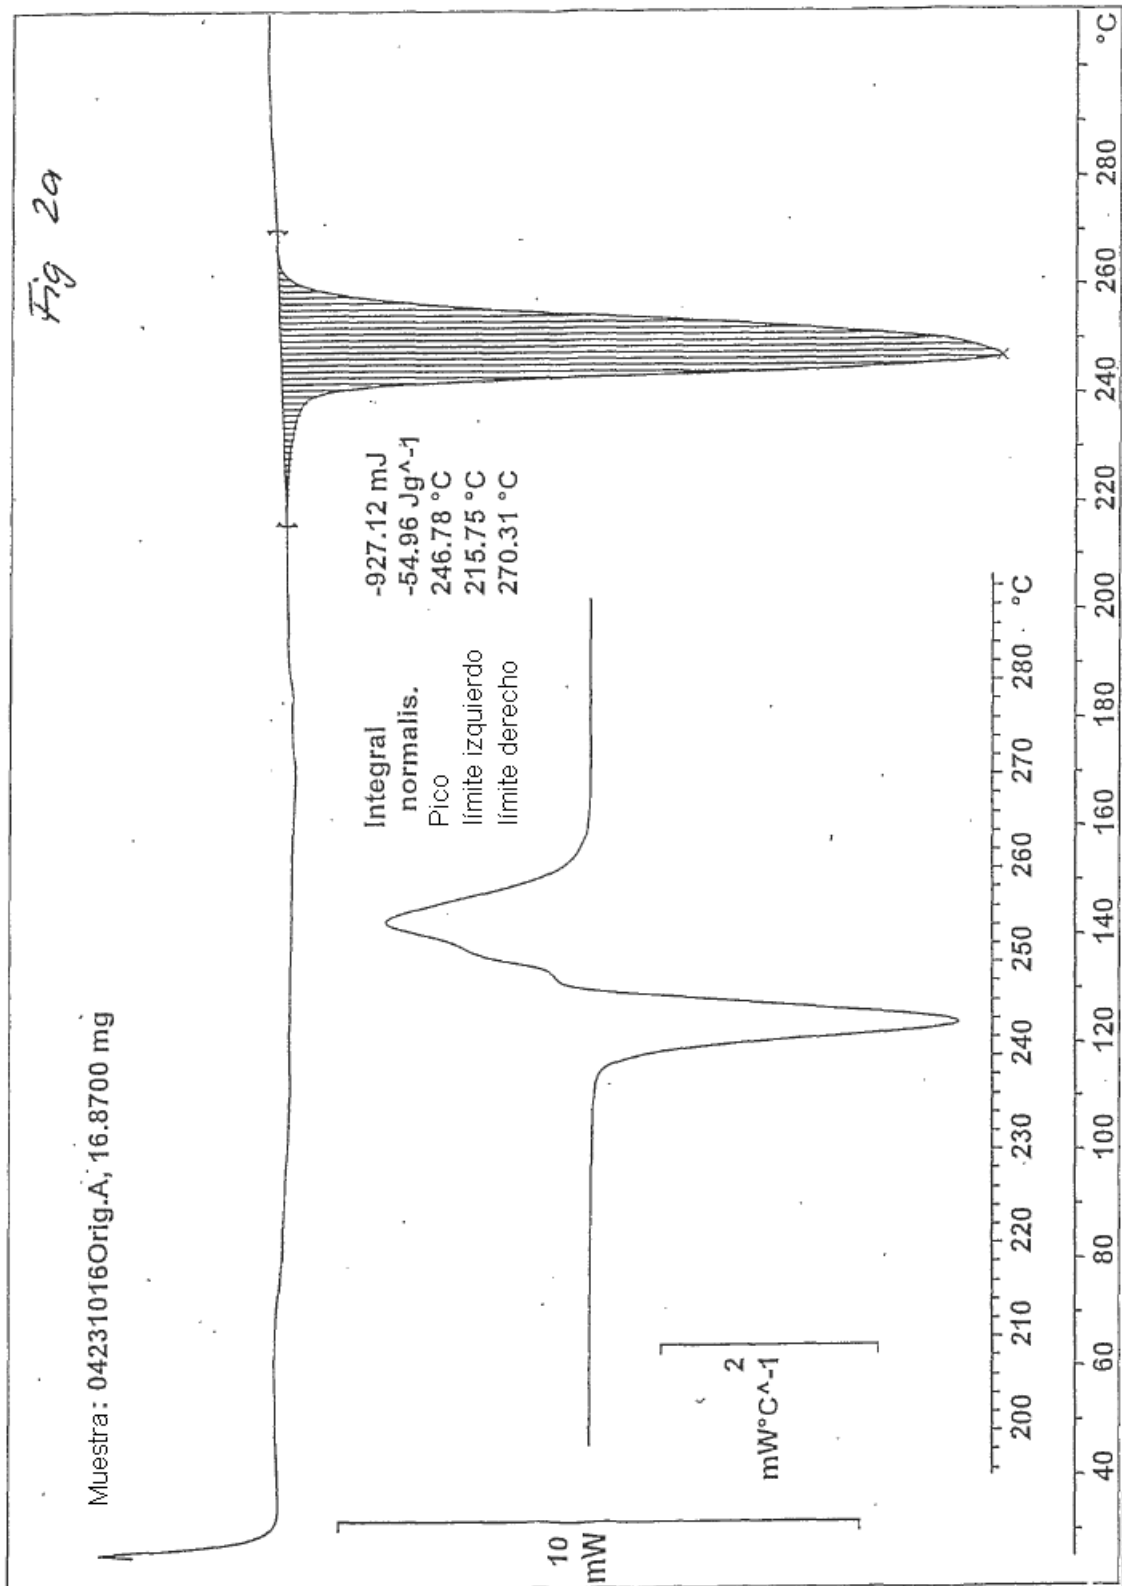 Fig 2a
Muestra: 04231016Orig.A, 16.8700 mg
Integral -927.12 mJ
normalis. -54.96 Jg^-1
Pico 246.78 °C
límite izquierdo 215.75 °C
límite derecho 270.31 °C
10
mW
2
mW°C^-1
200 210 220 230 240 250 260 270 280 °C
40 60 80 100 120 140 160 180 200 220 240 260 280 °C